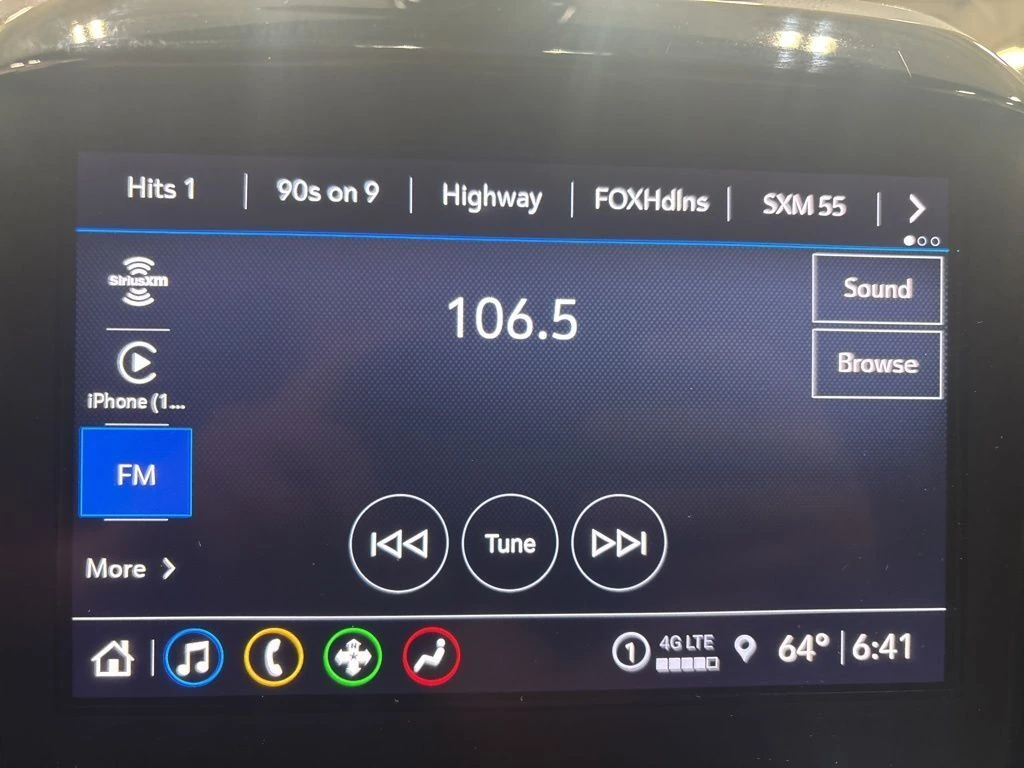 Hits 1
90s on 9
Highway
FOXHdlns
SXM 55
SiriusXM
106.5
Sound
Browse
iPhone (1...
FM
Tune
More
1
4G LTE
64°
6:41